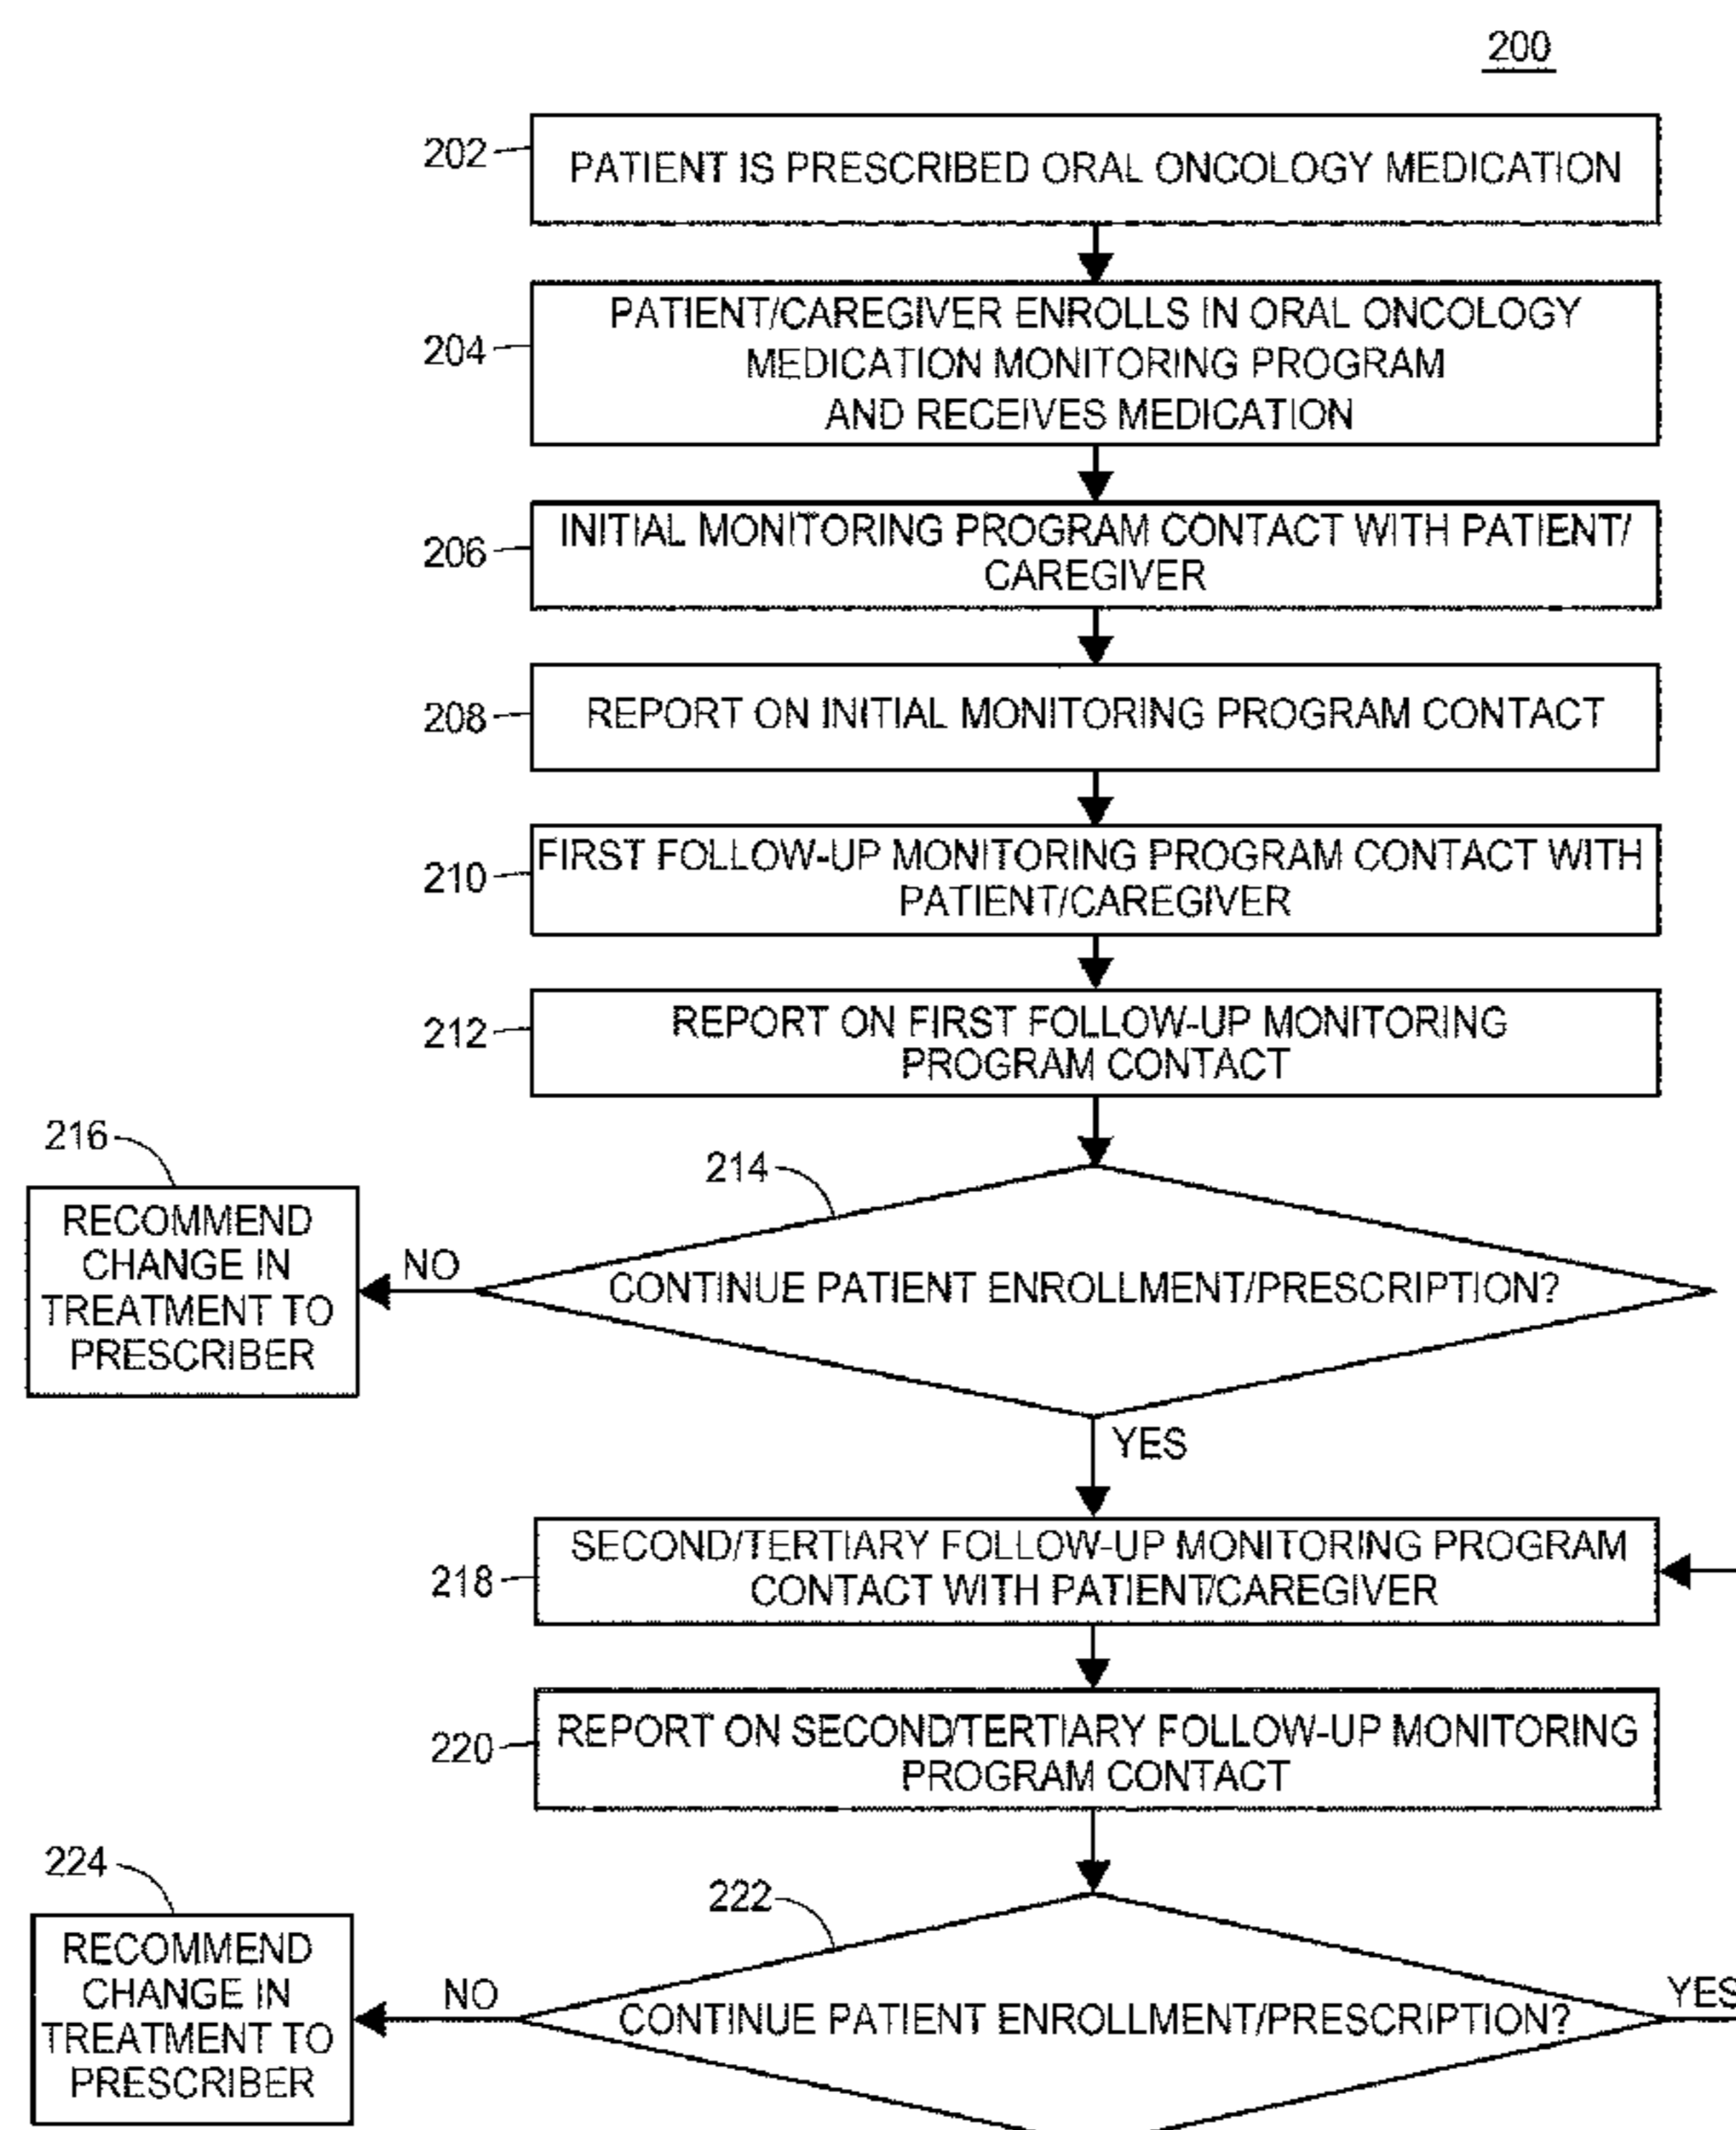 200
202
PATIENT IS PRESCRIBED ORAL ONCOLOGY MEDICATION
204
PATIENT/CAREGIVER ENROLLS IN ORAL ONCOLOGY
MEDICATION MONITORING PROGRAM
AND RECEIVES MEDICATION
206
INITIAL MONITORING PROGRAM CONTACT WITH PATIENT/
CAREGIVER
208
REPORT ON INITIAL MONITORING PROGRAM CONTACT
210
FIRST FOLLOW-UP MONITORING PROGRAM CONTACT WITH
PATIENT/CAREGIVER
212
REPORT ON FIRST FOLLOW-UP MONITORING
PROGRAM CONTACT
216
RECOMMEND
CHANGE IN
TREATMENT TO
PRESCRIBER
NO
214
CONTINUE PATIENT ENROLLMENT/PRESCRIPTION?
YES
218
SECOND/TERTIARY FOLLOW-UP MONITORING PROGRAM
CONTACT WITH PATIENT/CAREGIVER
220
REPORT ON SECOND/TERTIARY FOLLOW-UP MONITORING
PROGRAM CONTACT
224
RECOMMEND
CHANGE IN
TREATMENT TO
PRESCRIBER
NO
222
CONTINUE PATIENT ENROLLMENT/PRESCRIPTION?
YES